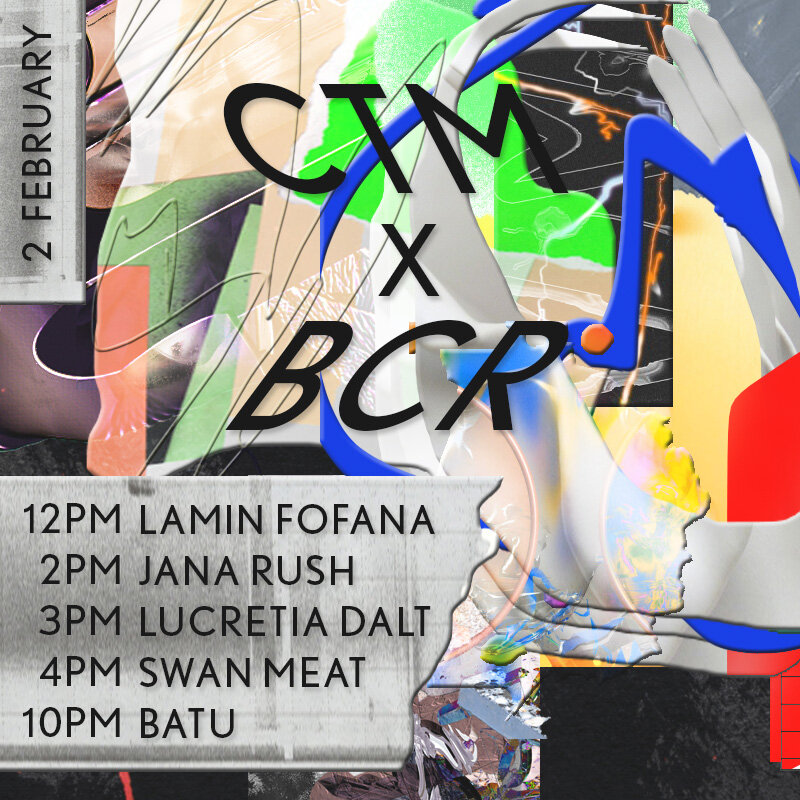 2 FEBRUARY
CTM
X
BCR
12PM LAMIN FOFANA
2PM JANA RUSH
3PM LUCRETIA DALT
4PM SWAN MEAT
10PM BATU